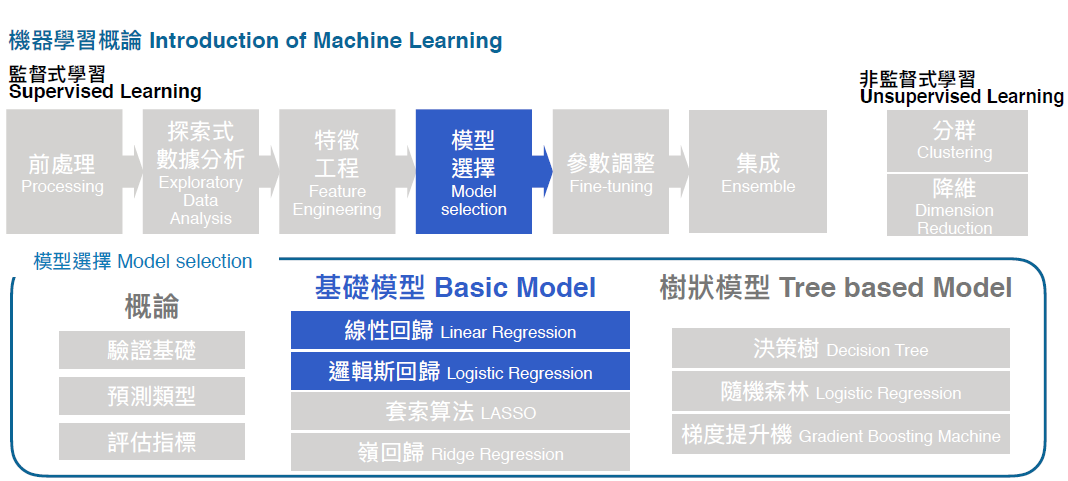 機器學習概論 Introduction of Machine Learning
監督式學習
Supervised Learning
非監督式學習
Unsupervised Learning
前處理
Processing
探索式
數據分析
Exploratory
Data
Analysis
特徵
工程
Feature
Engineering
模型
選擇
Model
selection
參數調整
Fine-tuning
集成
Ensemble
分群
Clustering
降維
Dimension
Reduction
模型選擇 Model selection
概論
驗證基礎
預測類型
評估指標
基礎模型 Basic Model
線性回歸 Linear Regression
邏輯斯回歸 Logistic Regression
套索算法 LASSO
嶺回歸 Ridge Regression
樹狀模型 Tree based Model
決策樹 Decision Tree
隨機森林 Logistic Regression
梯度提升機 Gradient Boosting Machine